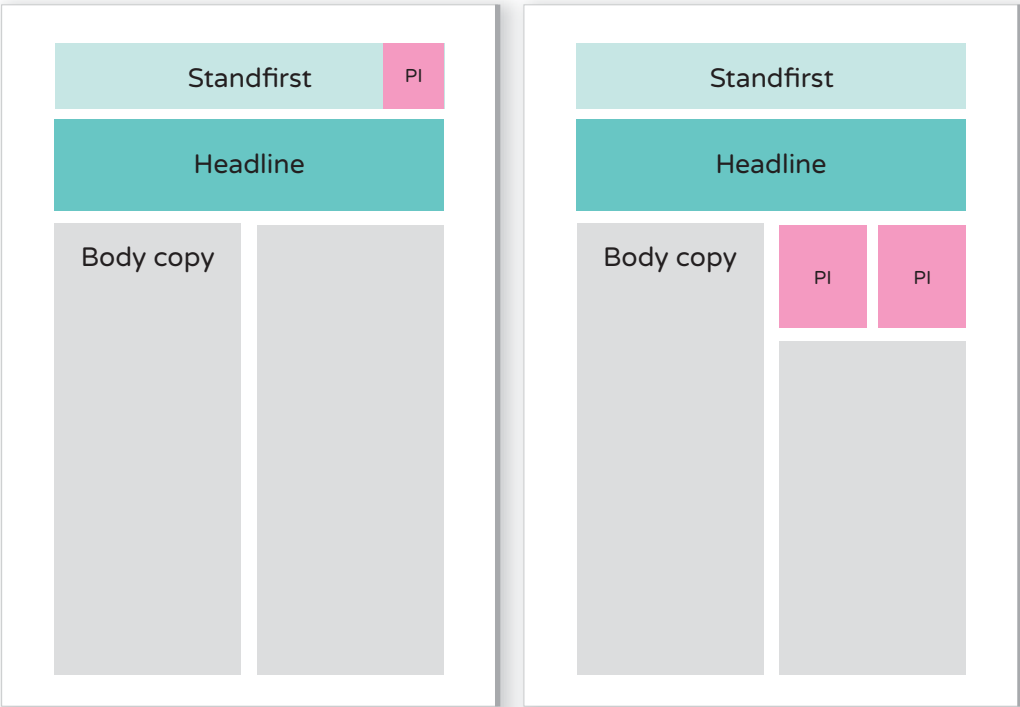 Standfirst
PI
Headline
Body copy
Standfirst
Headline
Body copy
PI
PI